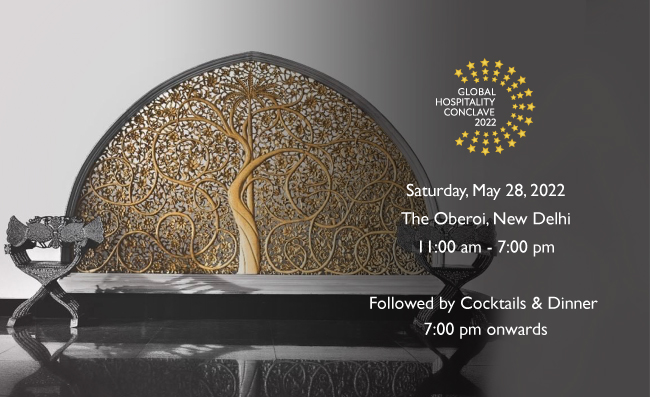 GLOBAL
HOSPITALITY
CONCLAVE
2022
Saturday, May 28, 2022
The Oberoi, New Delhi
11:00 am - 7:00 pm
Followed by Cocktails & Dinner
7:00 pm onwards